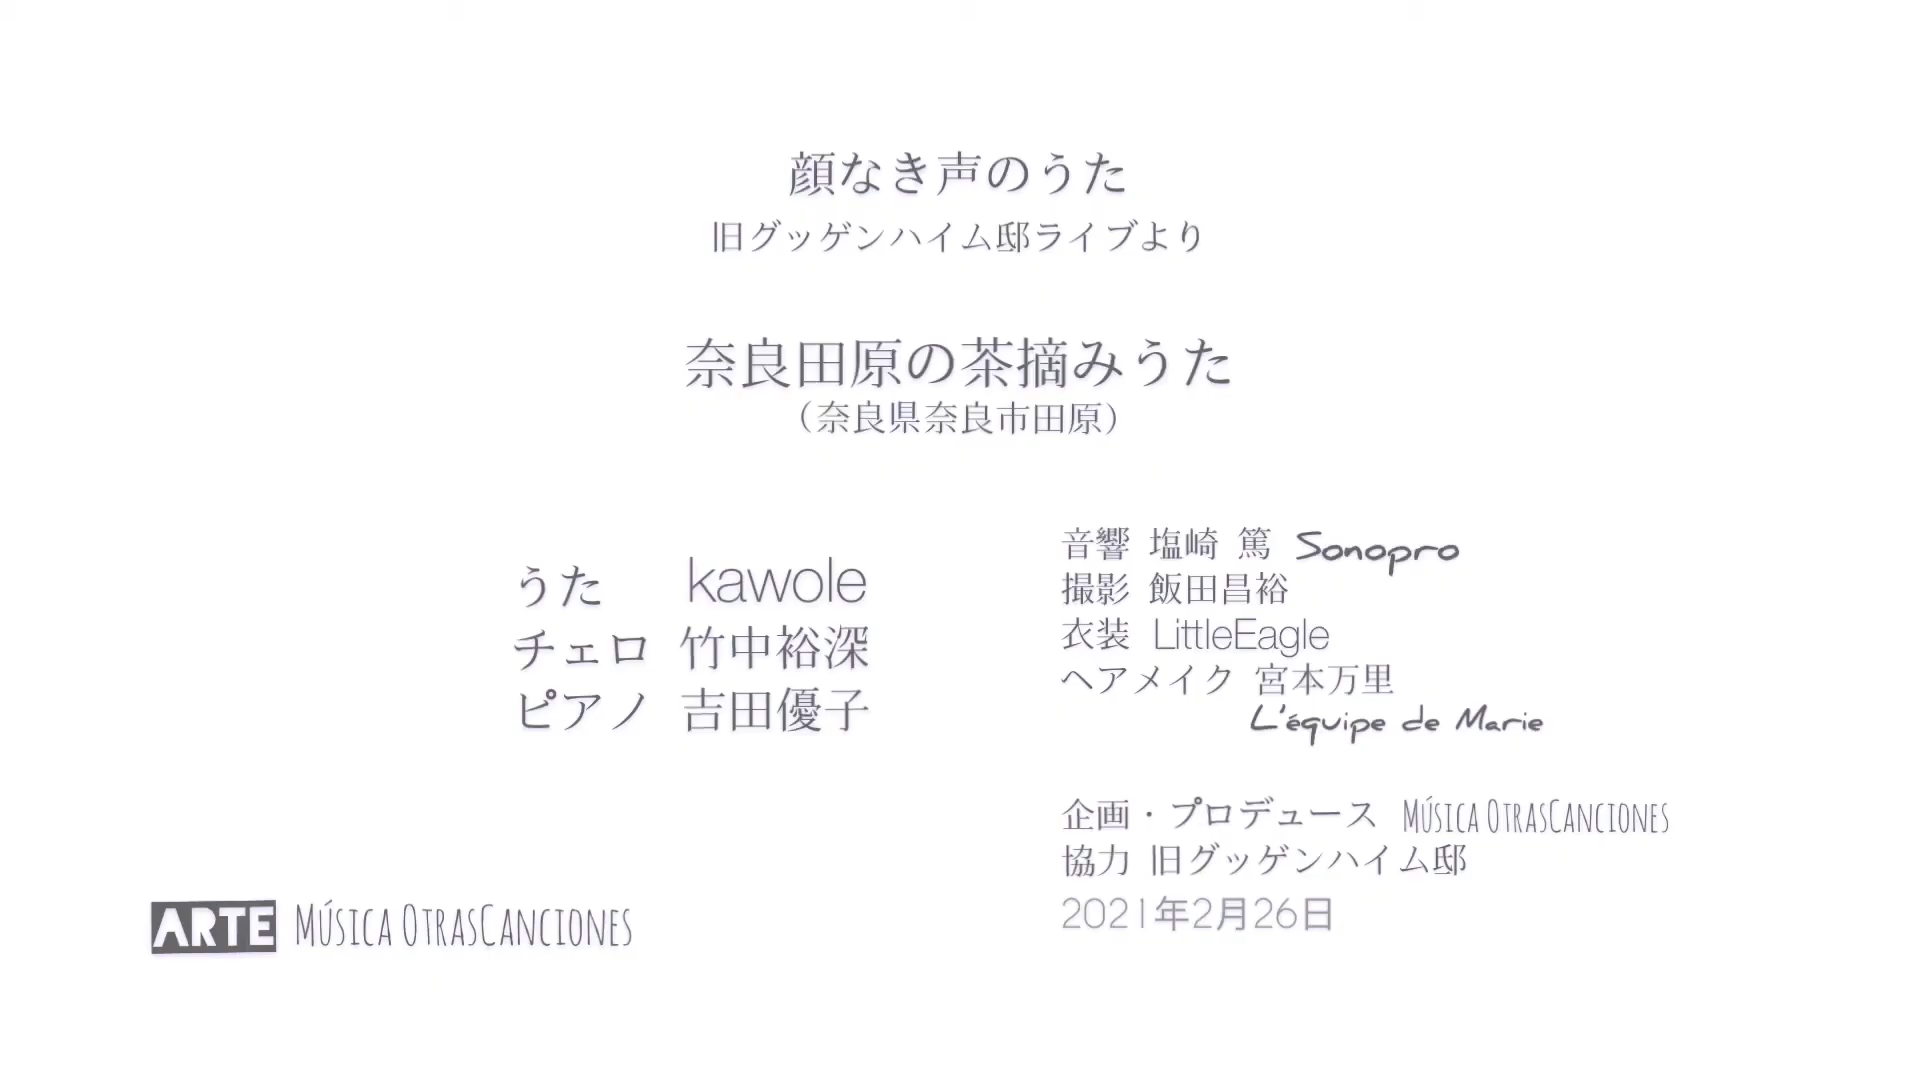 顔なき声のうた
旧グッゲンハイム邸ライブより
奈良田原の茶摘みうた
（奈良県奈良市田原）
うた kawole
チェロ 竹中裕深
ピアノ 吉田優子
音響 塩崎 篤 Sonopro
撮影 飯田昌裕
衣装 LittleEagle
ヘアメイク 宮本万里
L'équipe de Marie
企画・プロデュース MÚSICA OTRASCANCIONES
協力 旧グッゲンハイム邸
2021年2月26日
ARTE MÚSICA OTRASCANCIONES